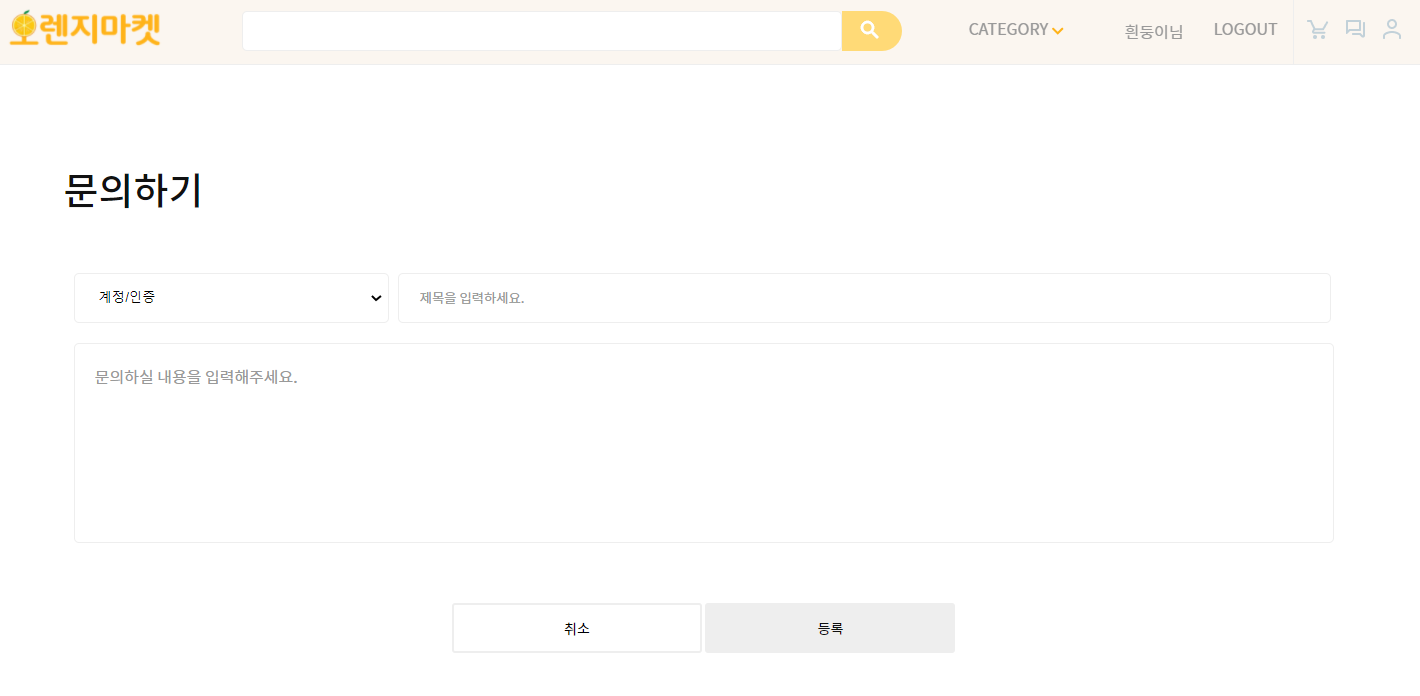 오렌지마켓
CATEGORY
흰둥이님
LOGOUT
문의하기
계정/인증
제목을 입력하세요.
문의하실 내용을 입력해주세요.
취소
등록